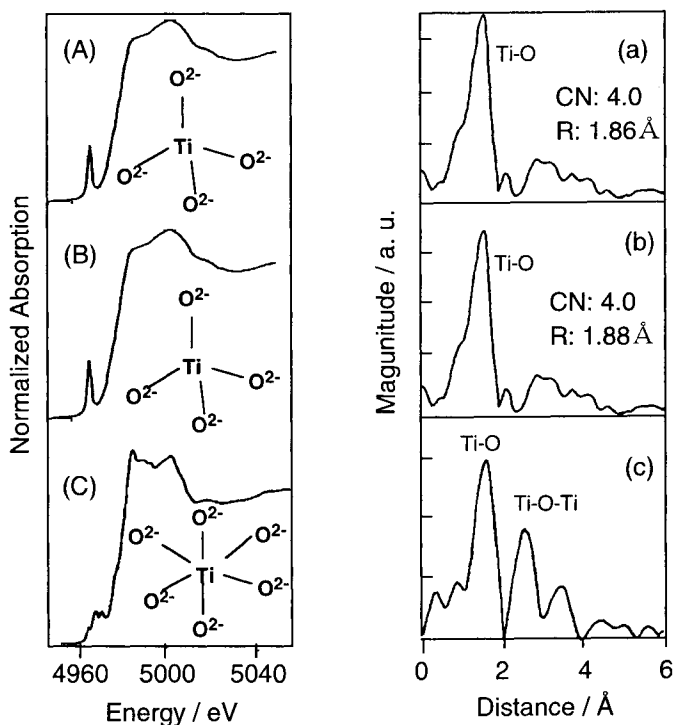 (A)
O2-
Ti
O2-
O2-
O2-
(B)
O2-
Ti
O2-
O2-
O2-
(C)
O2-
O2-
O2-
Ti
O2-
O2-
O2-
4960 5000 5040
Energy / eV
Normalized Absorption
(a)
Ti-O
CN: 4.0
R: 1.86 Å
(b)
Ti-O
CN: 4.0
R: 1.88 Å
(c)
Ti-O
Ti-O-Ti
0 2 4 6
Distance / Å
Magunitude / a. u.